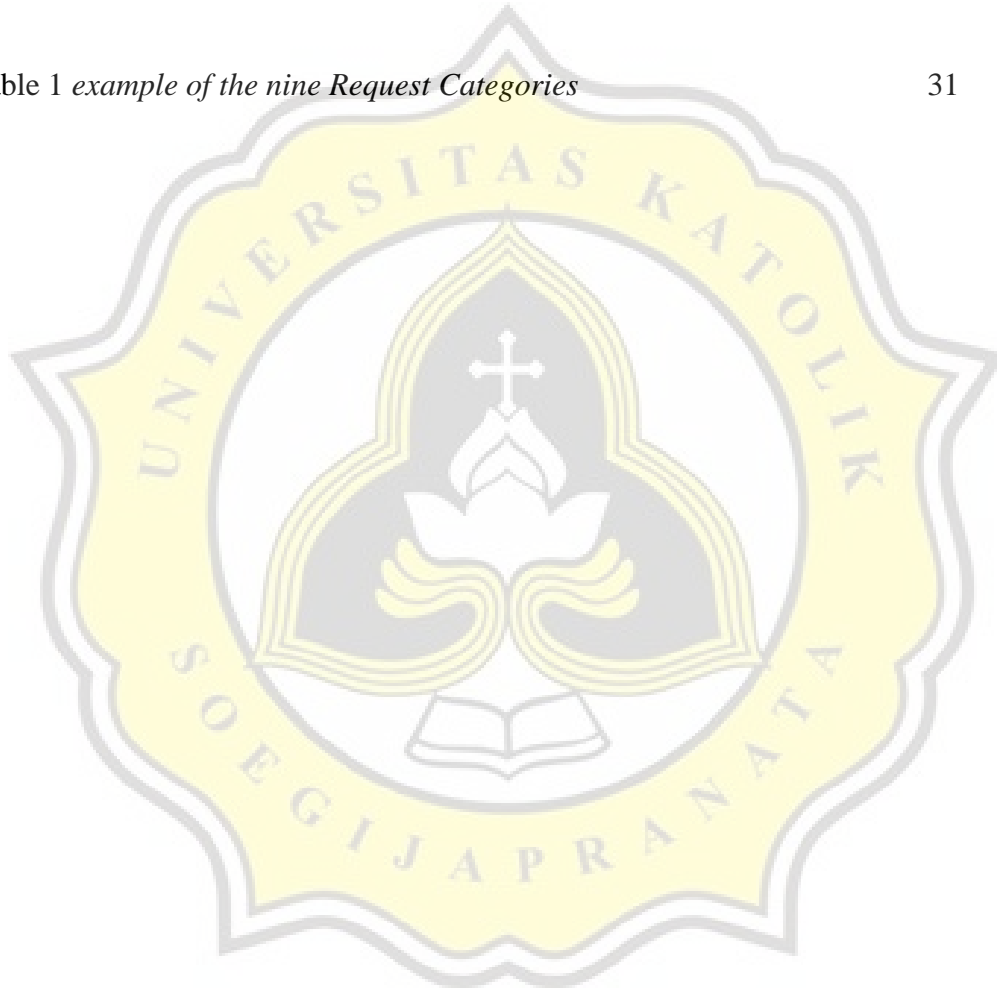 ble 1 example of the nine Request Categories 31
UNIVERSITAS KATOLIK
SOEGIJAPRANATA